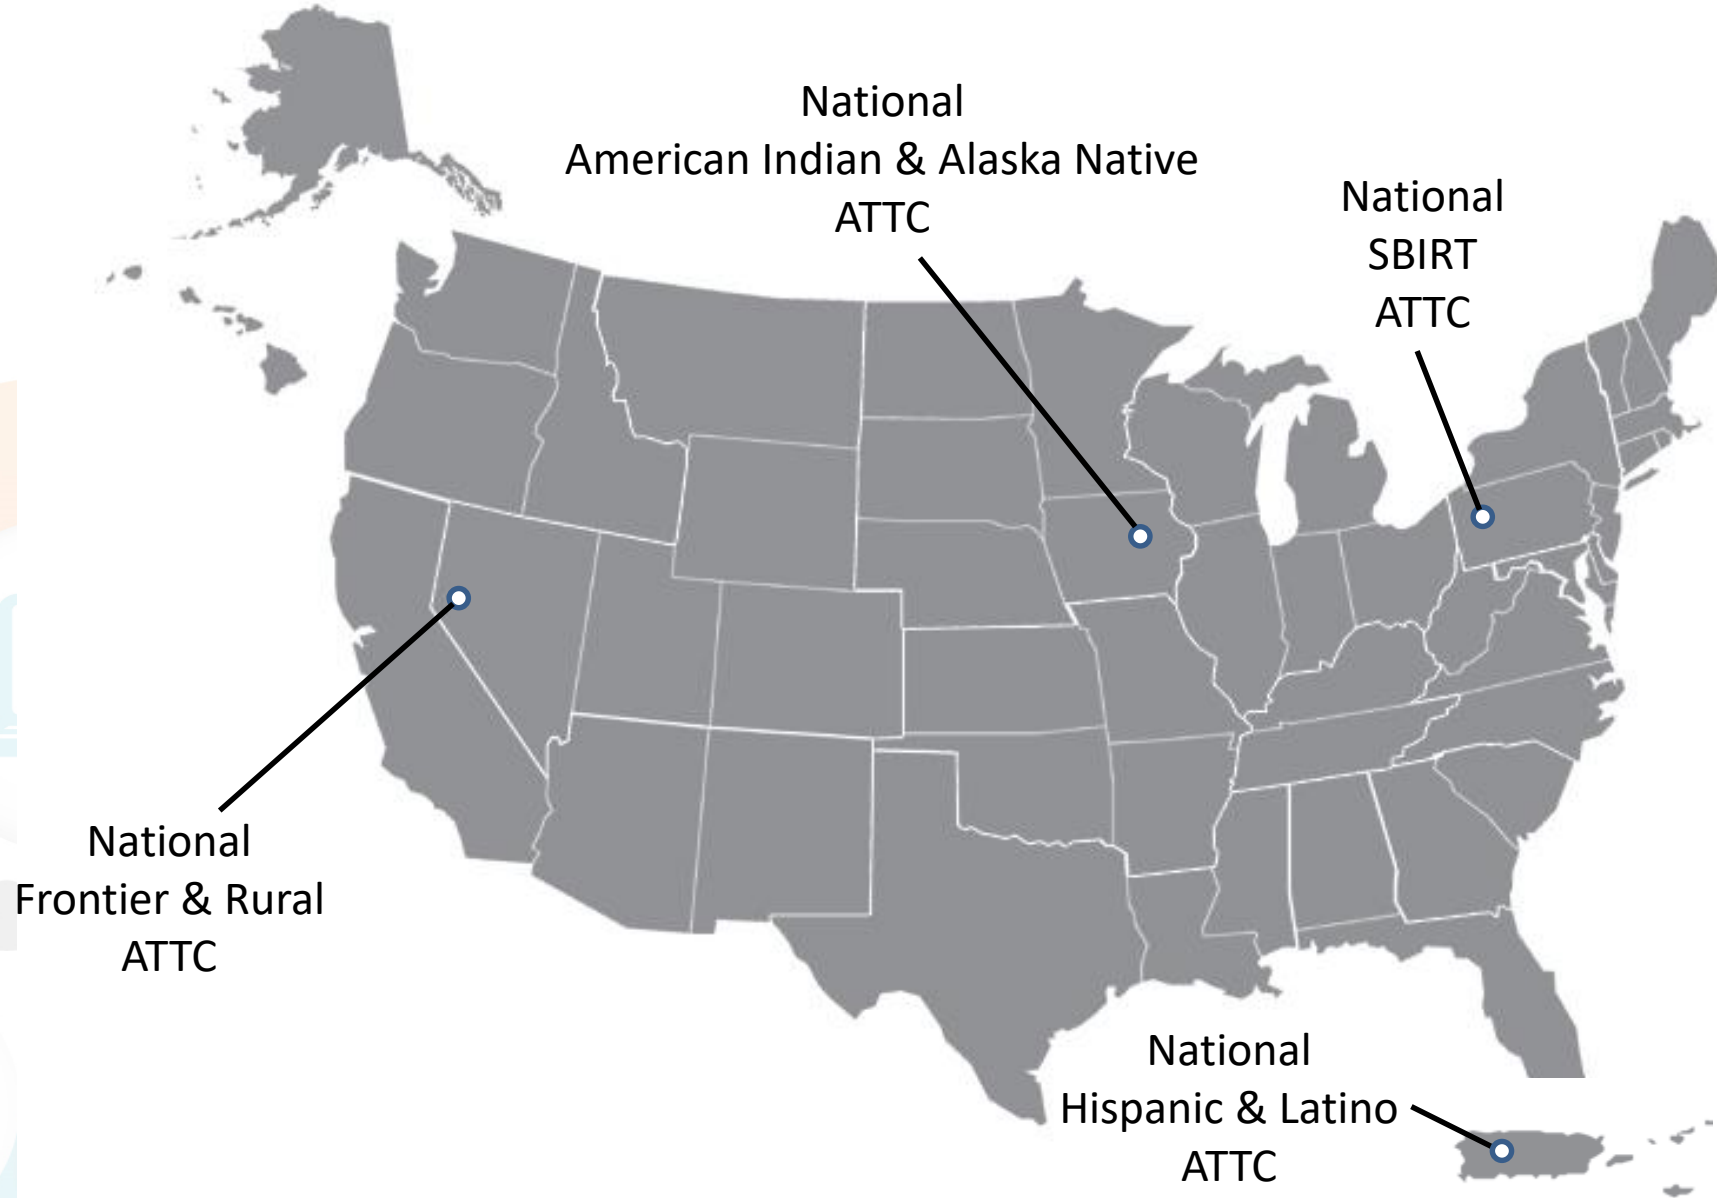 National
American Indian & Alaska Native
ATTC
National
SBIRT
ATTC
National
Frontier & Rural
ATTC
National
Hispanic & Latino
ATTC